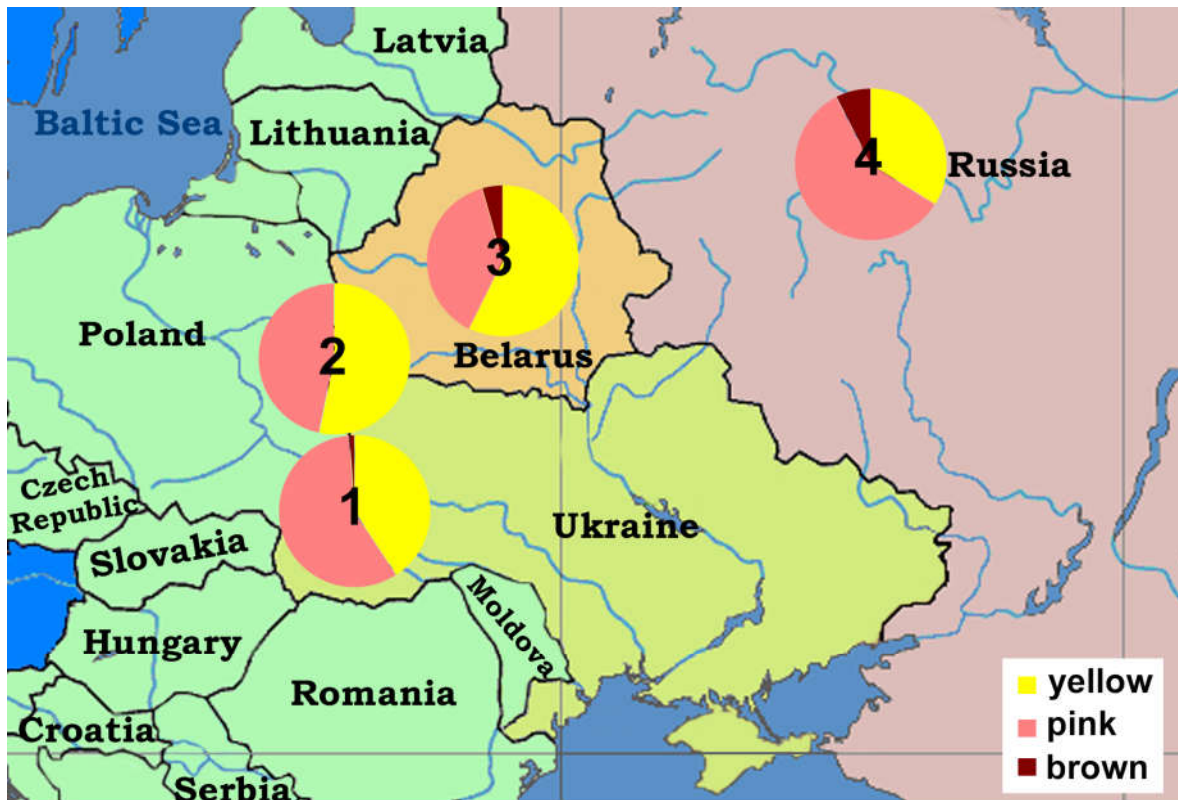 Latvia
Baltic Sea
Lithuania
4
Russia
3
Poland
2
Belarus
Czech
Republic
1
Ukraine
Slovakia
Moldova
Hungary
Romania
Croatia
Serbia
yellow
pink
brown